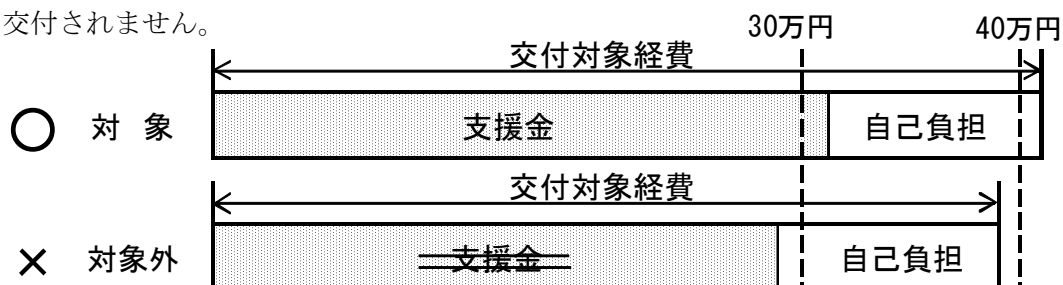 交付されません。
30万円 40万円
交付対象経費
○ 対 象 支援金 自己負担
交付対象経費
× 対象外 支援金 自己負担